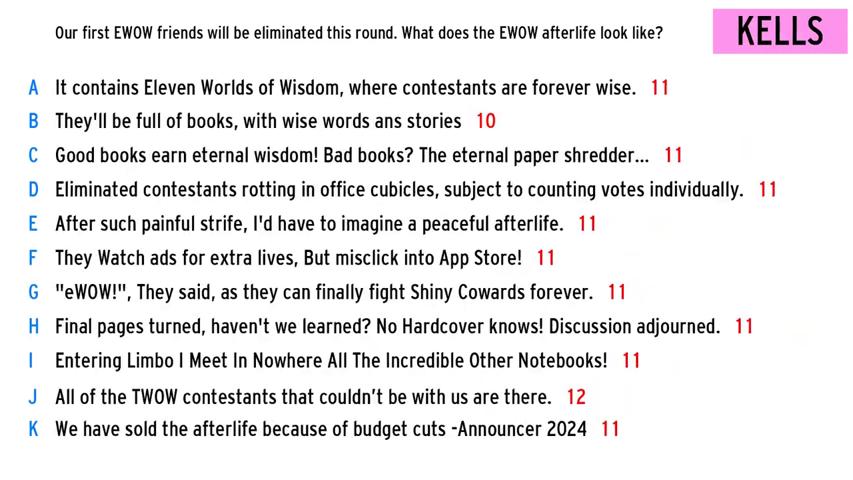 Our first EWOW friends will be eliminated this round. What does the EWOW afterlife look like?
KELLS
A It contains Eleven Worlds of Wisdom, where contestants are forever wise. 11
B They'll be full of books, with wise words ans stories 10
C Good books earn eternal wisdom! Bad books? The eternal paper shredder... 11
D Eliminated contestants rotting in office cubicles, subject to counting votes individually. 11
E After such painful strife, I'd have to imagine a peaceful afterlife. 11
F They Watch ads for extra lives, But misclick into App Store! 11
G "eWOW!", They said, as they can finally fight Shiny Cowards forever. 11
H Final pages turned, haven't we learned? No Hardcover knows! Discussion adjourned. 11
I Entering Limbo I Meet In Nowhere All The Incredible Other Notebooks! 11
J All of the TWOW contestants that couldn’t be with us are there. 12
K We have sold the afterlife because of budget cuts -Announcer 2024 11